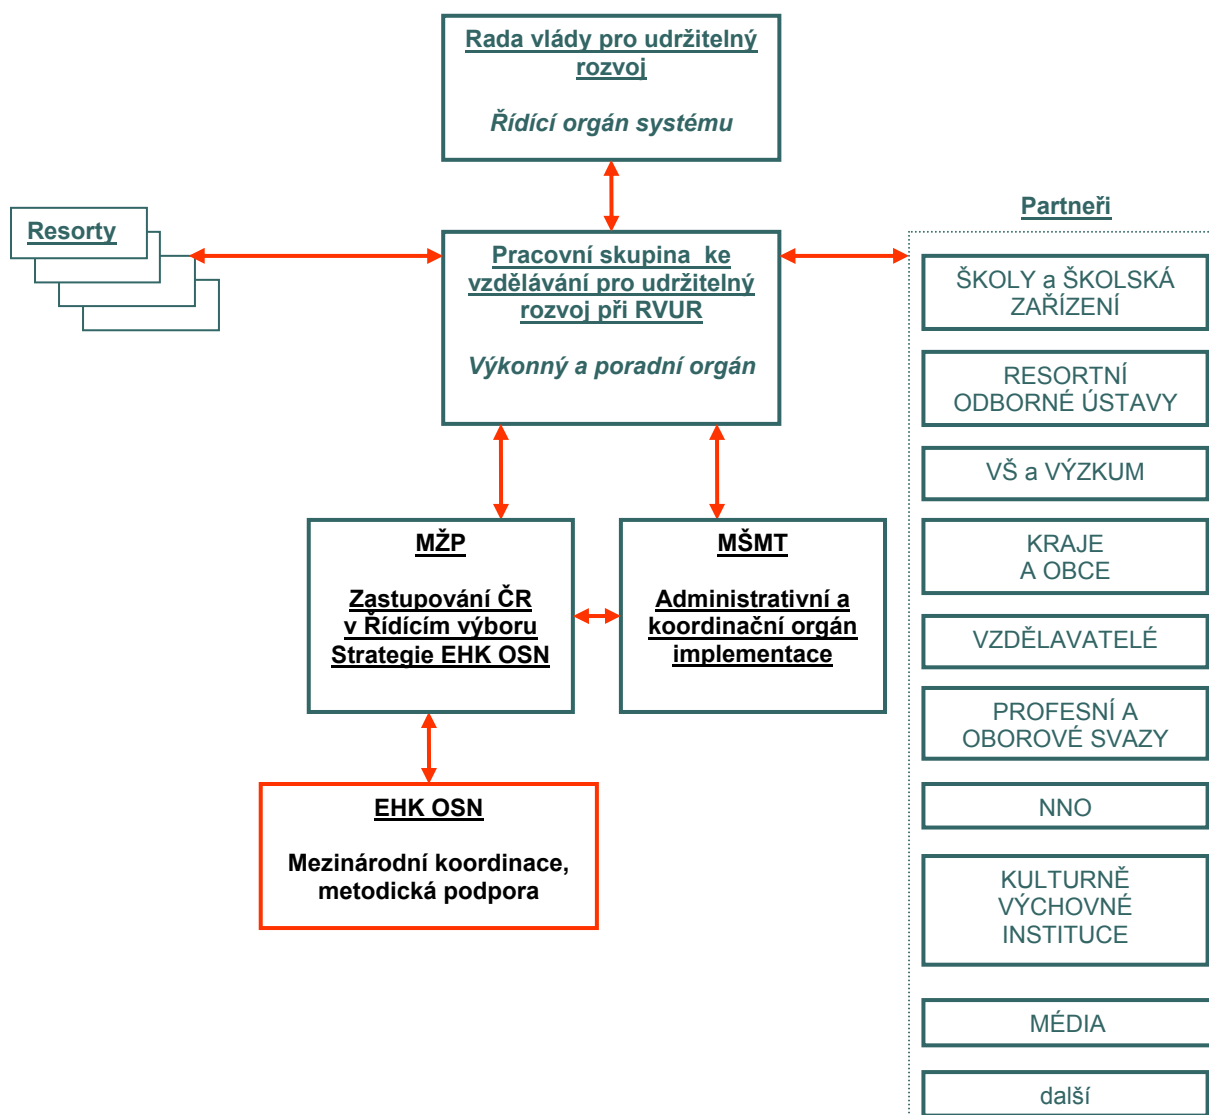 Rada vlády pro udržitelný
rozvoj
Řídící orgán systému
Resorty
Pracovní skupina  ke
vzdělávání pro udržitelný
rozvoj při RVUR
Výkonný a poradní orgán
MŽP
Zastupování ČR
v Řídícím výboru
Strategie EHK OSN
MŠMT
Administrativní a
koordinační orgán
implementace
EHK OSN
Mezinárodní koordinace,
metodická podpora
Partneři
ŠKOLY a ŠKOLSKÁ
ZAŘÍZENÍ
RESORTNÍ
ODBORNÉ ÚSTAVY
VŠ a VÝZKUM
KRAJE
A OBCE
VZDĚLAVATELÉ
PROFESNÍ A
OBOROVÉ SVAZY
NNO
KULTURNĚ
VÝCHOVNÉ
INSTITUCE
MÉDIA
další